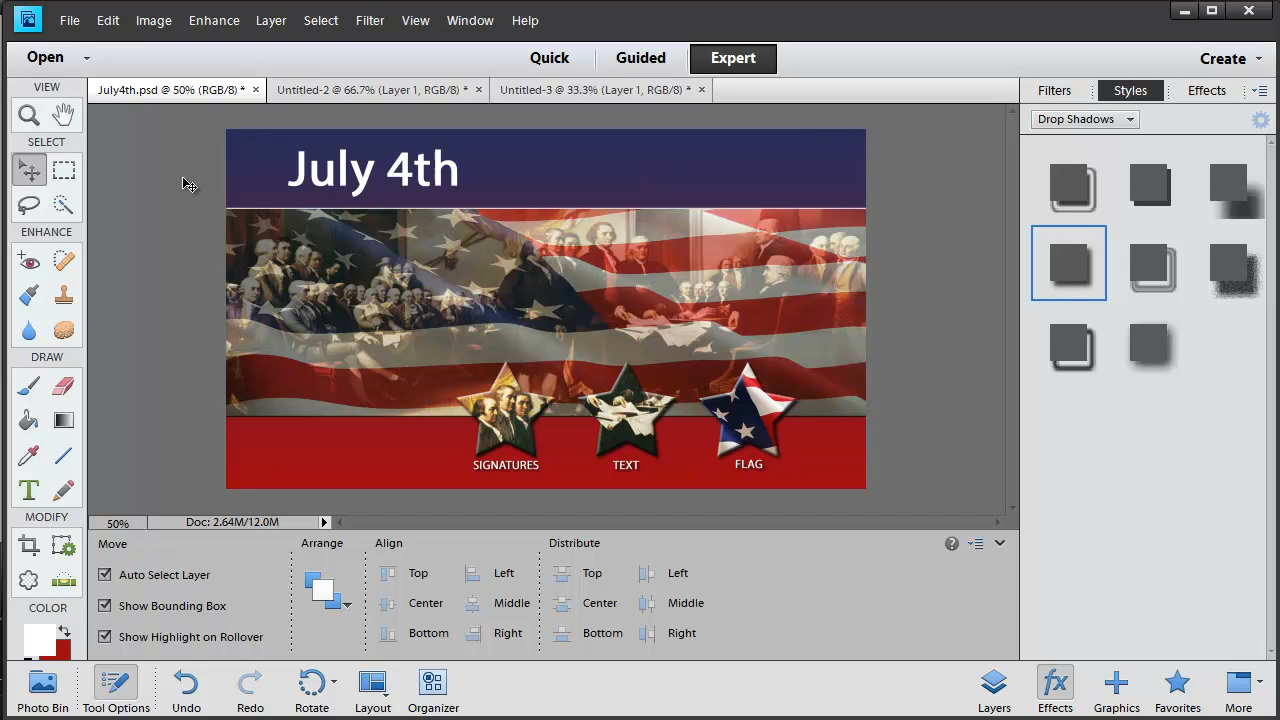 File Edit Image Enhance Layer Select Filter View Window Help
Open Quick Guided Expert Create
VIEW
July4th.psd @ 50% (RGB/8) * × Untitled-2 @ 66.7% (Layer 1, RGB/8) * × Untitled-3 @ 33.3% (Layer 1, RGB/8) * ×
Filters Styles Effects
Drop Shadows
SELECT
ENHANCE
DRAW
MODIFY
COLOR
July 4th
SIGNATURES TEXT FLAG
50% Doc: 2.64M/12.0M
Move Arrange Align Distribute
Auto Select Layer Top Left Top Left
Show Bounding Box Center Middle Center Middle
Show Highlight on Rollover Bottom Right Bottom Right
Photo Bin Tool Options Undo Redo Rotate Layout Organizer Layers Effects Graphics Favorites More